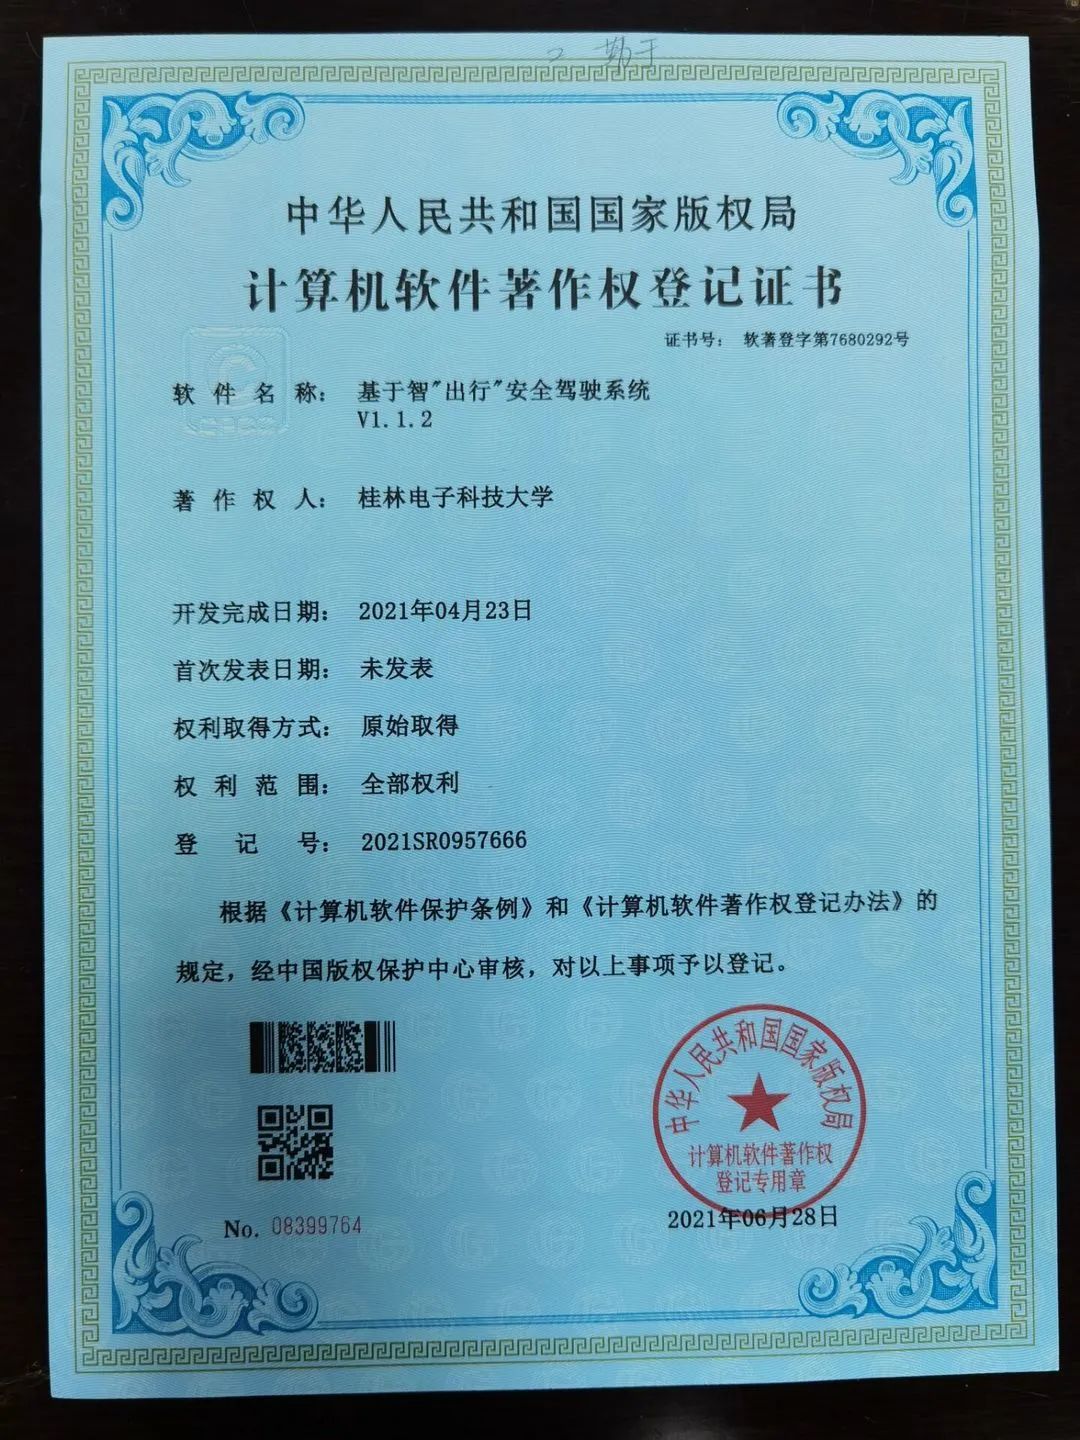 中华人民共和国国家版权局
计算机软件著作权登记证书
证书号： 软著登字第7680292号
软件名称： 基于智"出行"安全驾驶系统
V1.1.2
著作权人： 桂林电子科技大学
开发完成日期： 2021年04月23日
首次发表日期： 未发表
权利取得方式： 原始取得
权利范围： 全部权利
登记号： 2021SR0957666
根据《计算机软件保护条例》和《计算机软件著作权登记办法》的
规定，经中国版权保护中心审核，对以上事项予以登记。
中华人民共和国国家版权局
计算机软件著作权
登记专用章
No. 08399764
2021年06月28日